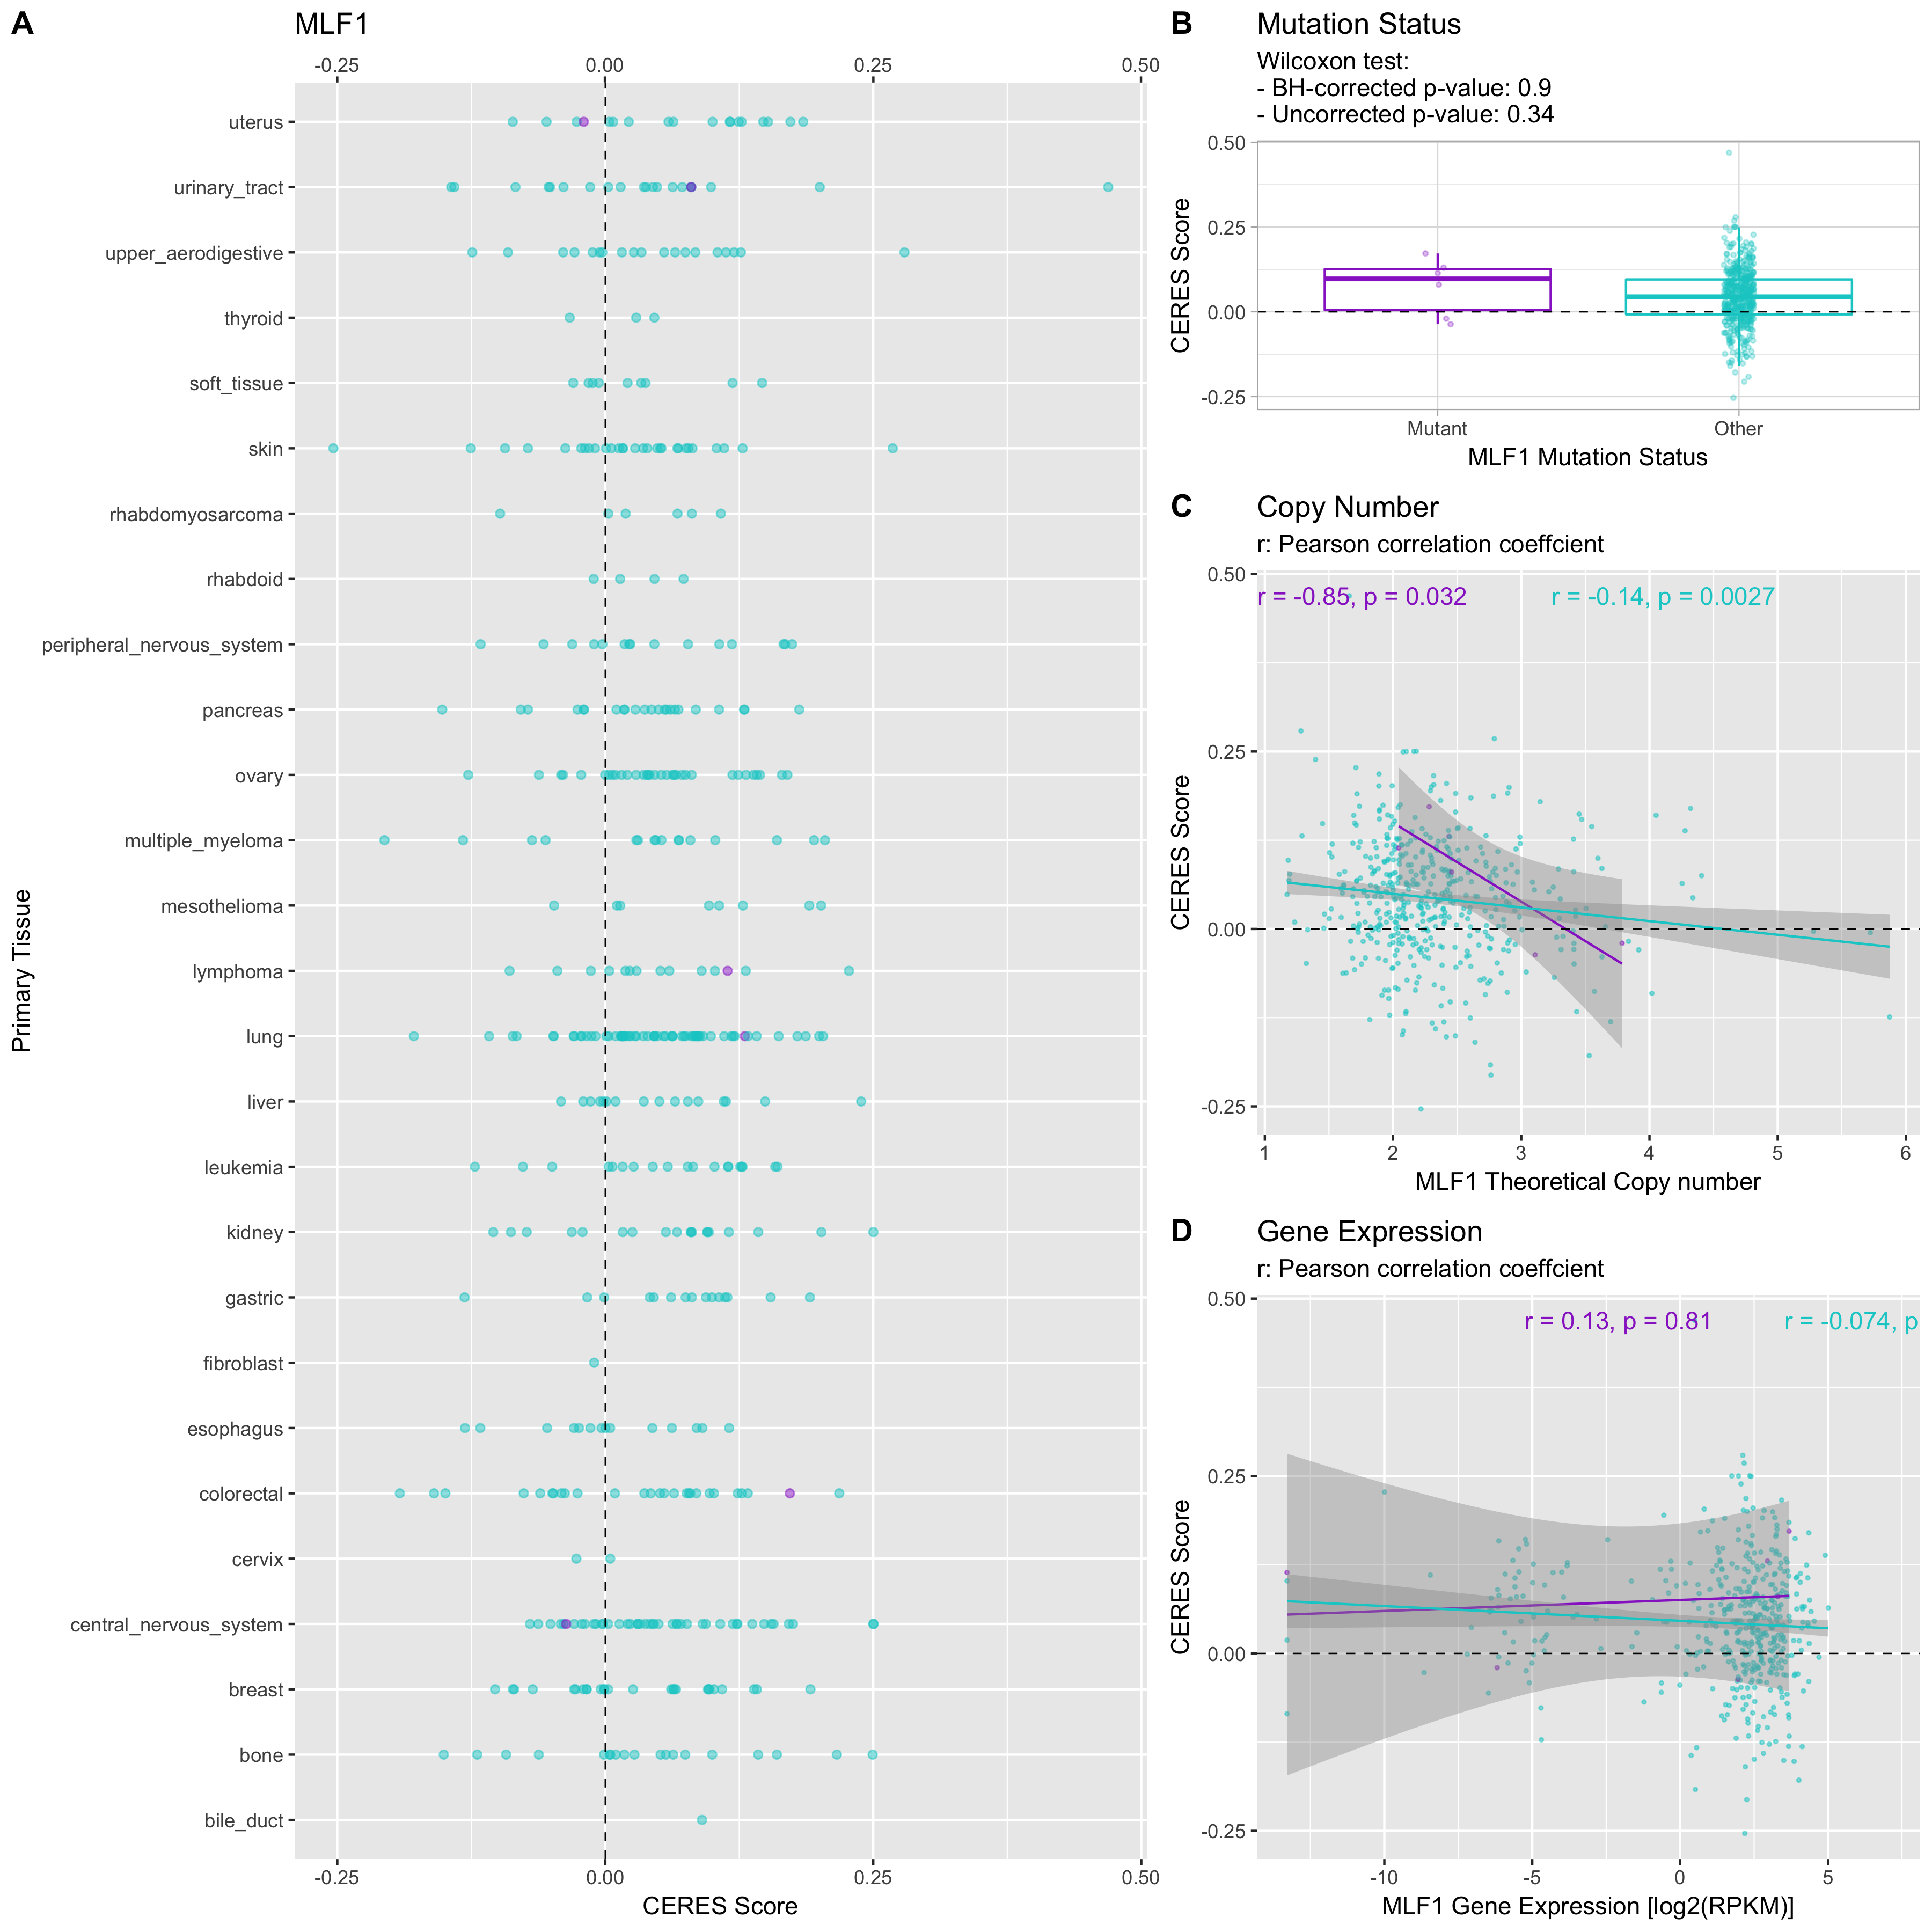 A
MLF1
-0.25 0.00 0.25 0.50
Primary Tissue
uterus
urinary_tract
upper_aerodigestive
thyroid
soft_tissue
skin
rhabdomyosarcoma
rhabdoid
peripheral_nervous_system
pancreas
ovary
multiple_myeloma
mesothelioma
lymphoma
lung
liver
leukemia
kidney
gastric
fibroblast
esophagus
colorectal
cervix
central_nervous_system
breast
bone
bile_duct
-0.25 0.00 0.25 0.50
CERES Score
B
Mutation Status
Wilcoxon test:
- BH-corrected p-value: 0.9
- Uncorrected p-value: 0.34
CERES Score
0.50
0.25
0.00
-0.25
Mutant Other
MLF1 Mutation Status
C
Copy Number
r: Pearson correlation coeffcient
r = -0.85, p = 0.032 r = -0.14, p = 0.0027
CERES Score
0.50
0.25
0.00
-0.25
1 2 3 4 5 6
MLF1 Theoretical Copy number
D
Gene Expression
r: Pearson correlation coeffcient
r = 0.13, p = 0.81 r = -0.074, p
CERES Score
0.50
0.25
0.00
-0.25
-10 -5 0 5
MLF1 Gene Expression [log2(RPKM)]